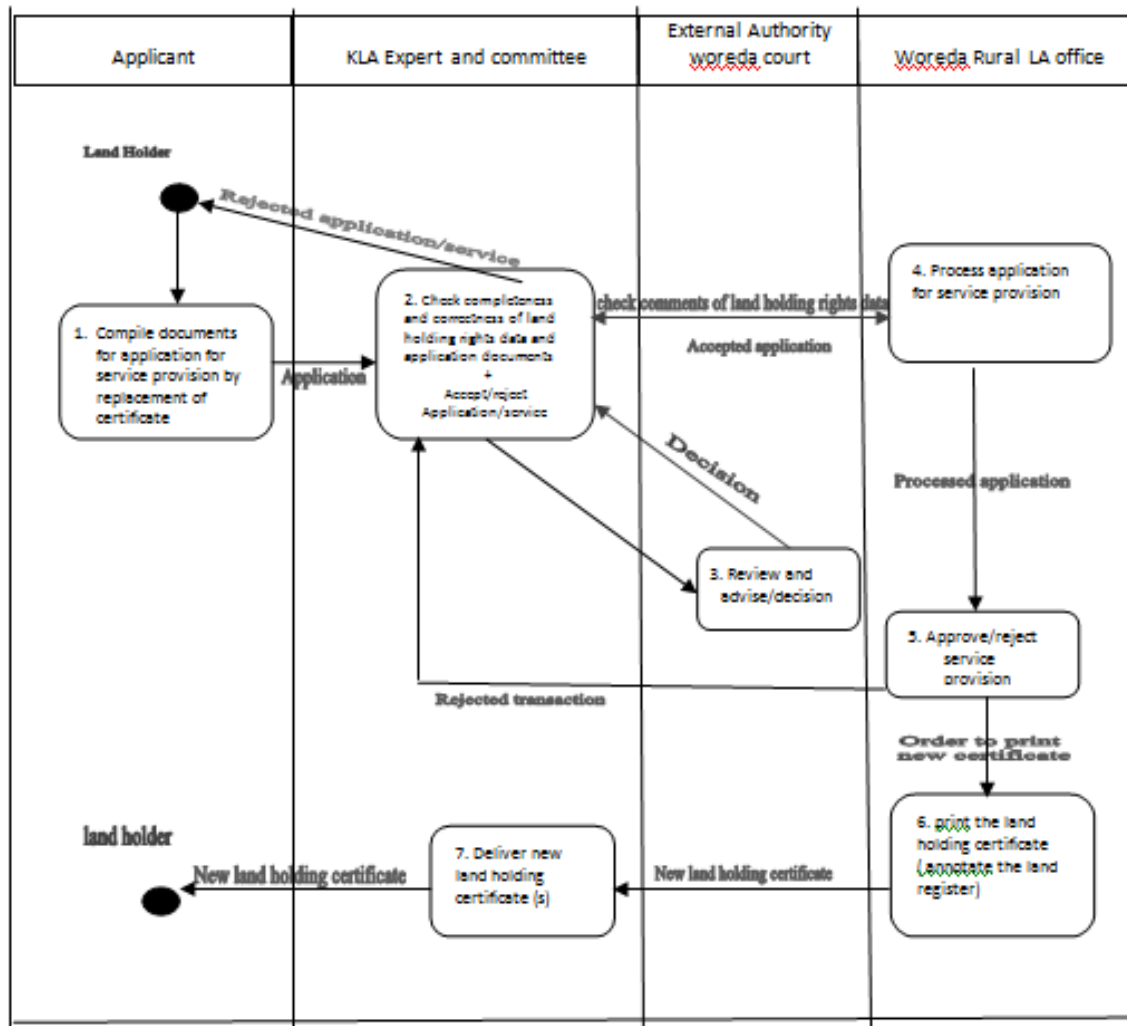 Applicant
KLA Expert and committee
External Authority
woreda court
Woreda Rural LA office
Land Holder
Rejected application/service
1. Compile documents
for application for
service provision by
replacement of
certificate
Application
2. Check completeness
and correctness of land
holding rights data and
application documents
+
Accept/reject
Application/service
check comments of land holding rights data
Accepted application
4. Process application
for service provision
Decision
Processed application
3. Review and
advise/decision
5. Approve/reject
service
provision
Rejected transaction
Order to print
new certificate
land holder
New land holding certificate
7. Deliver new
land holding
certificate (s)
New land holding certificate
6. print the land
holding certificate
(,annotate the land
register)